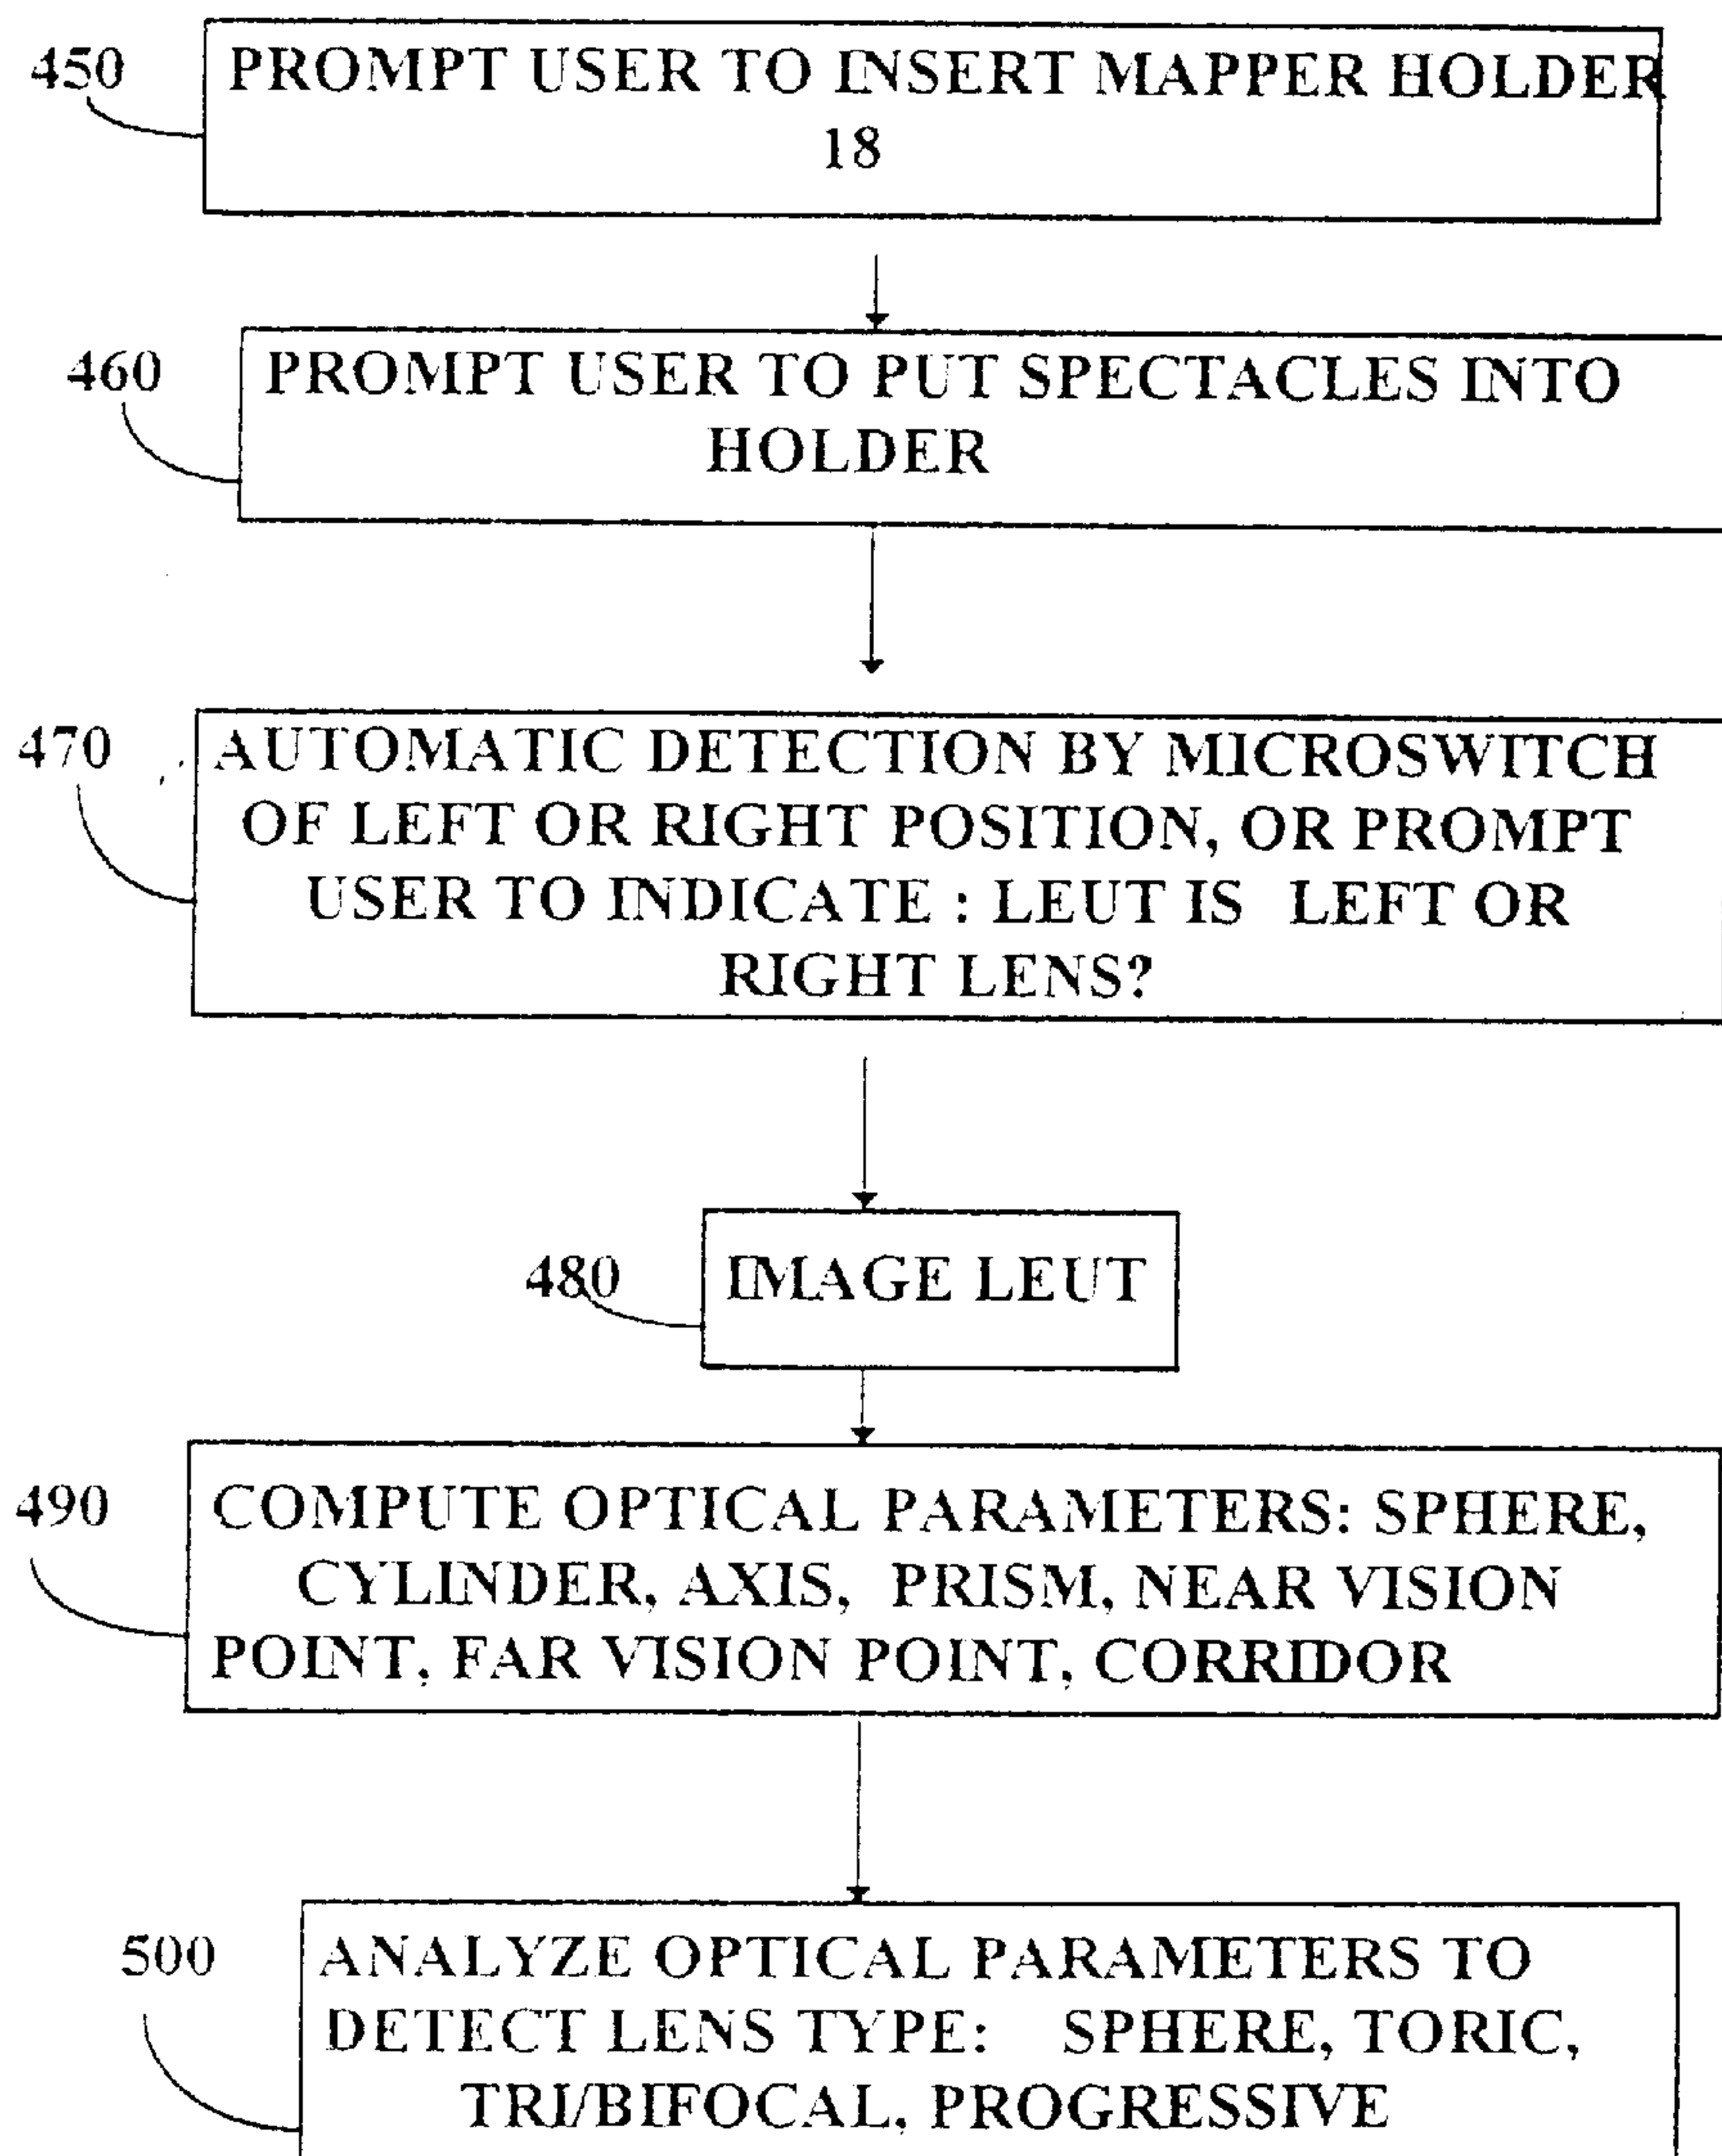 450
PROMPT USER TO INSERT MAPPER HOLDER
18
460
PROMPT USER TO PUT SPECTACLES INTO
HOLDER
470
AUTOMATIC DETECTION BY MICROSWITCH
OF LEFT OR RIGHT POSITION, OR PROMPT
USER TO INDICATE : LEUT IS LEFT OR
RIGHT LENS?
480
IMAGE LEUT
490
COMPUTE OPTICAL PARAMETERS: SPHERE,
CYLINDER, AXIS, PRISM, NEAR VISION
POINT, FAR VISION POINT, CORRIDOR
500
ANALYZE OPTICAL PARAMETERS TO
DETECT LENS TYPE: SPHERE, TORIC,
TRI/BIFOCAL, PROGRESSIVE